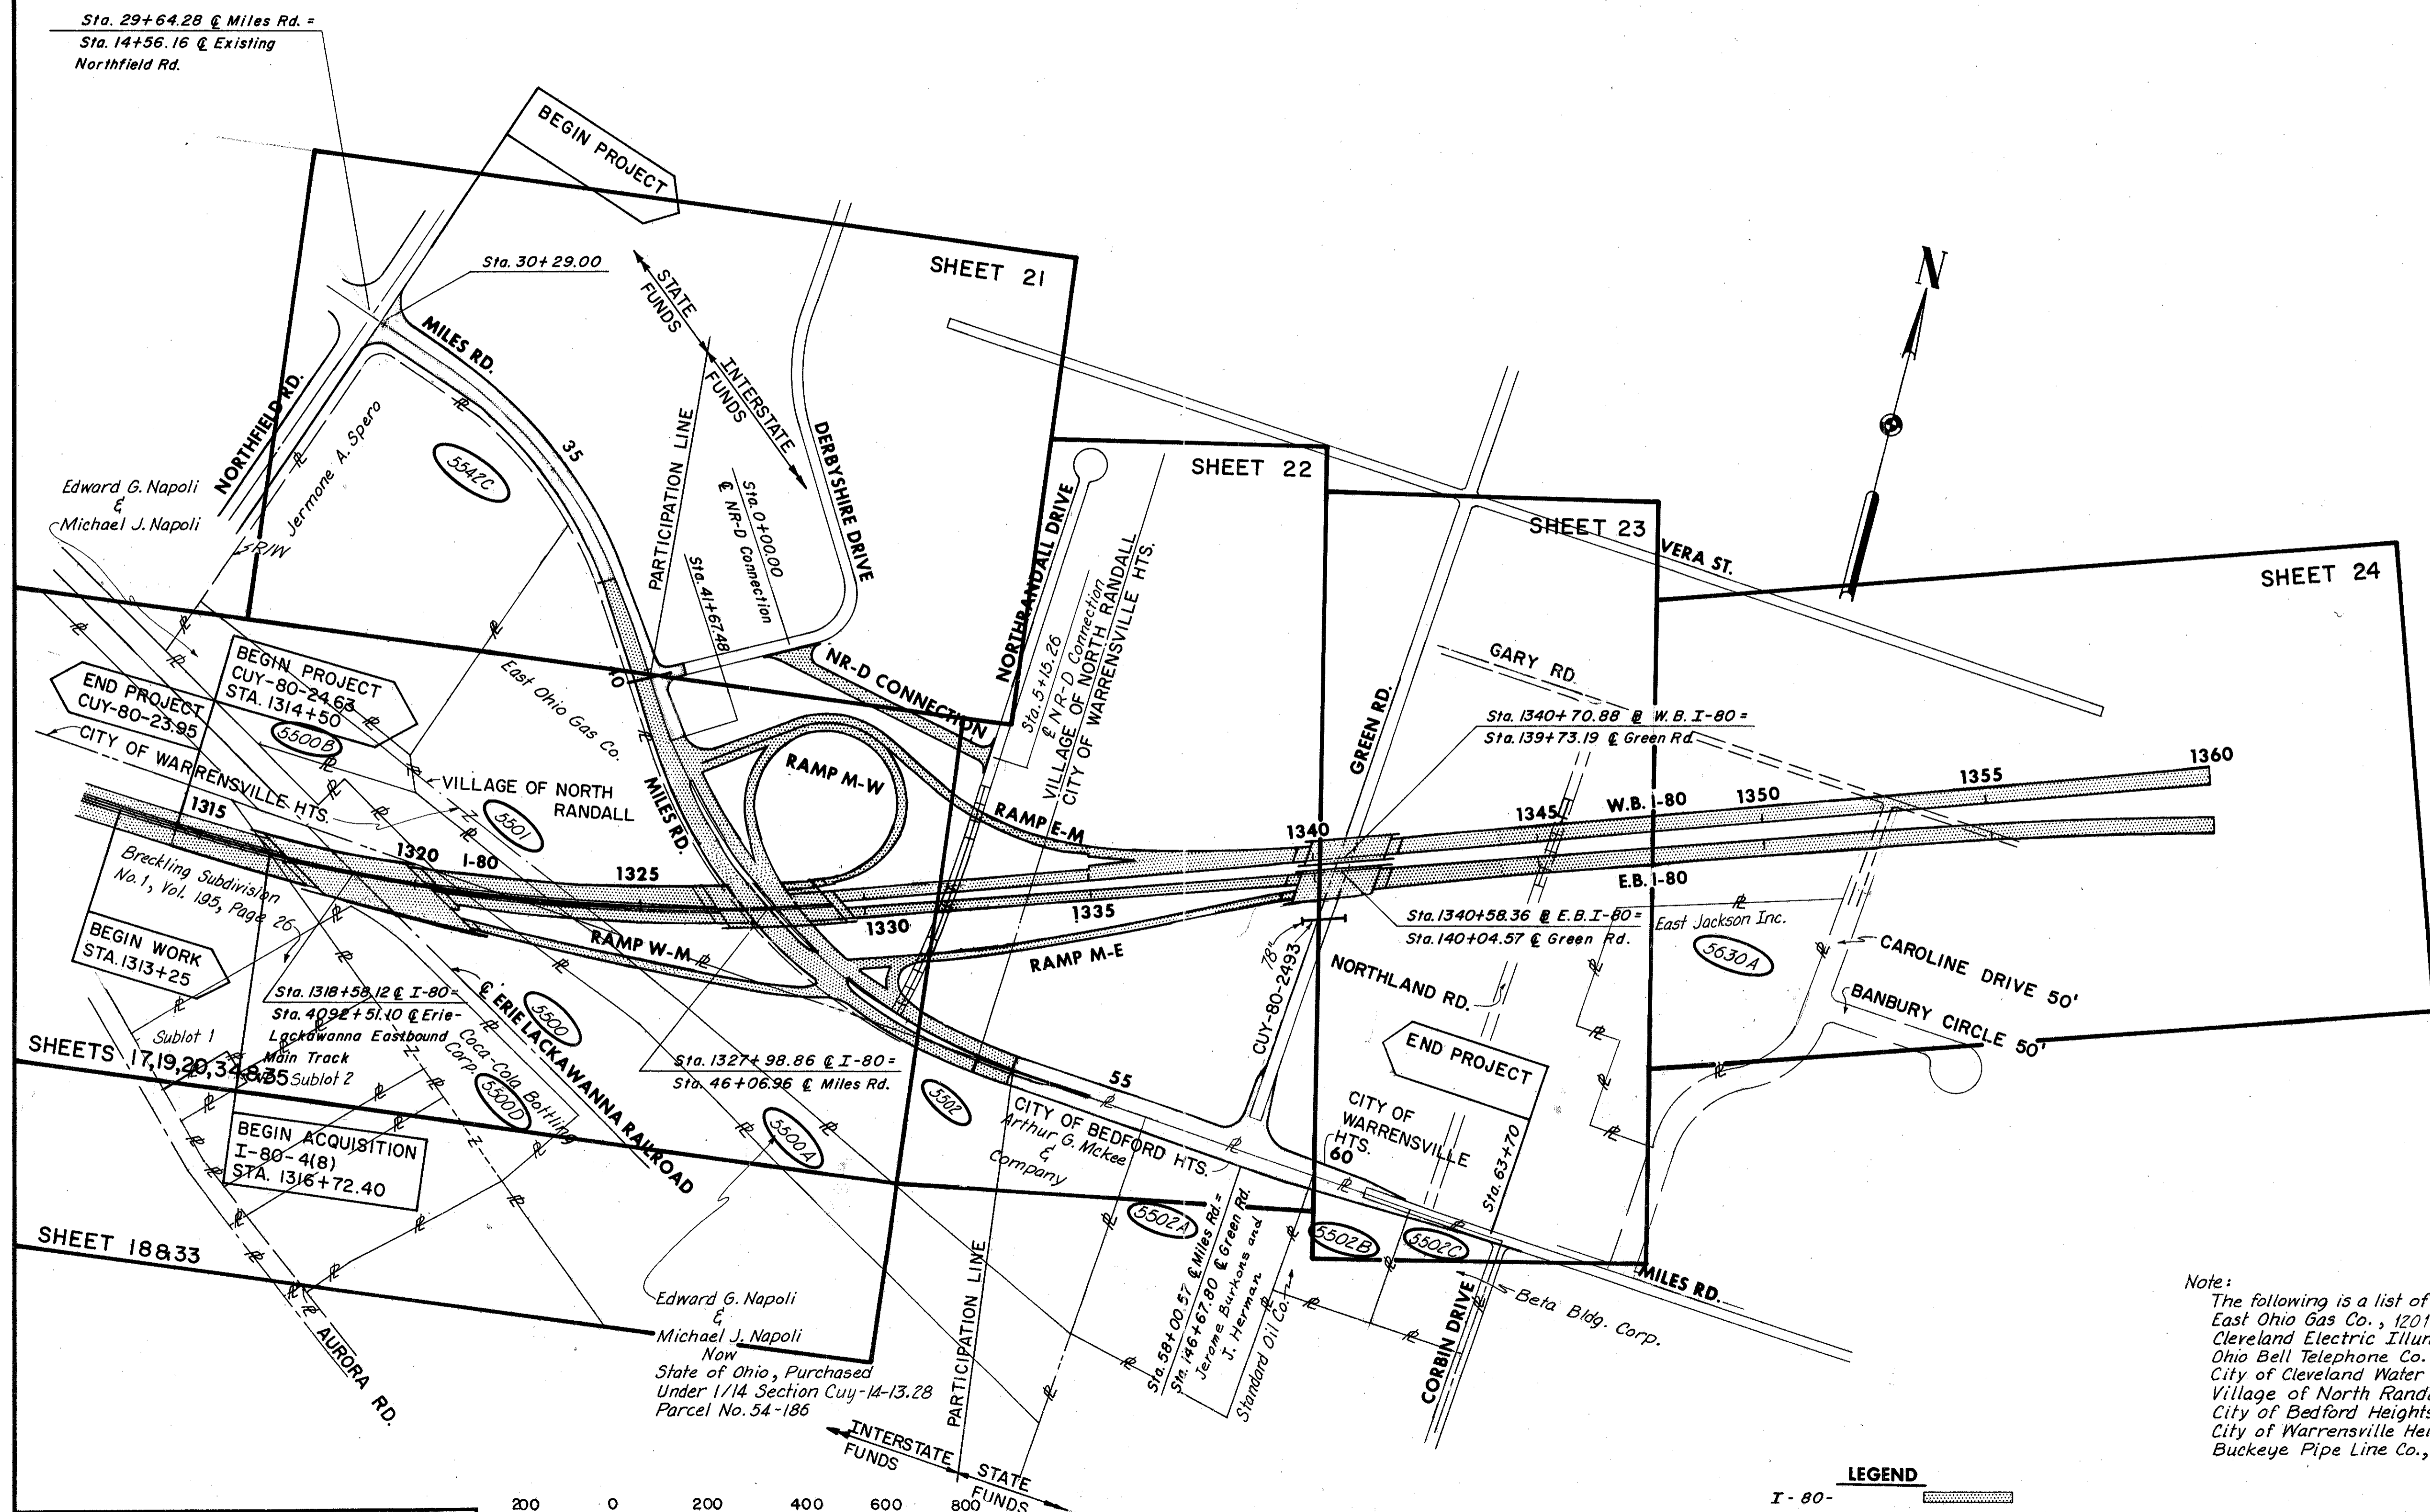 Sta. 29+64.28 ℄ Miles Rd. =
Sta. 14+56.16 ℄ Existing
Northfield Rd.
BEGIN PROJECT
Sta. 30+29.00
SHEET 21
STATE
FUNDS
INTERSTATE
FUNDS
MILES RD.
NORTHFIELD RD.
Jermone A. Spero
5542C
35
PARTICIPATION LINE
DERBYSHIRE DRIVE
Sta. 0+00.00
℄ NR-D Connection
Sta. 41+67.48
Edward G. Napoli
&
Michael J. Napoli
R/W
N
SHEET 22
SHEET 23
VERA ST.
SHEET 24
NORTHRANDALL DRIVE
Sta. 5+15.26
℄ NR-D Connection
VILLAGE OF NORTH RANDALL
CITY OF WARRENSVILLE HTS.
NR-D CONNECTION
40
East Ohio Gas Co.
BEGIN PROJECT
CUY-80-24.63
STA. 1314+50
END PROJECT
CUY-80-23.95
5500B
CITY OF WARRENSVILLE HTS.
VILLAGE OF NORTH
RANDALL
5501
MILES RD.
RAMP M-W
RAMP E-M
GREEN RD.
GARY RD.
Sta. 1340+70.88 ℄ W.B. I-80 =
Sta. 139+73.19 ℄ Green Rd.
1315
1320
I-80
1325
1330
1335
1340
1345
W.B. I-80
1350
1355
1360
E.B. I-80
Breckling Subdivision
No. 1, Vol. 195, Page 26
BEGIN WORK
STA. 1313+25
RAMP W-M
RAMP M-E
Sta. 1340+58.36 ℄ E.B. I-80 =
Sta. 140+04.57 ℄ Green Rd.
East Jackson Inc.
5630A
CAROLINE DRIVE 50'
BANBURY CIRCLE 50'
78"
CUY-80-2493
NORTHLAND RD.
END PROJECT
Sta. 1318+58.12 ℄ I-80 =
Sta. 4092+51.10 ℄ Erie-
Lackawanna Eastbound
Main Track
Sublot 1
Sublot 2
℄ ERIE LACKAWANNA RAILROAD
5500
Coca-Cola Bottling
Corp.
5500D
SHEETS 17,19,20,34&35
Sta. 1327+98.86 ℄ I-80 =
Sta. 46+06.96 ℄ Miles Rd.
5502
5500A
55
CITY OF BEDFORD HTS.
Arthur G. Mckee
&
Company
CITY OF
WARRENSVILLE
HTS.
60
Sta. 63+70
BEGIN ACQUISITION
I-80-4(8)
STA. 1316+72.40
SHEET 18&33
AURORA RD.
Edward G. Napoli
&
Michael J. Napoli
Now
State of Ohio, Purchased
Under 1/14 Section Cuy-14-13.28
Parcel No. 54-186
PARTICIPATION LINE
INTERSTATE
FUNDS
STATE
FUNDS
5502A
5502B
5502C
Sta. 58+00.57 ℄ Miles Rd. =
Sta. 146+67.80 ℄ Green Rd.
Jerome Burkons and
J. Herman
Standard Oil Co.
CORBIN DRIVE
Beta Bldg. Corp.
MILES RD.
Note:
The following is a list of
East Ohio Gas Co., 1201
Cleveland Electric Illum
Ohio Bell Telephone Co.
City of Cleveland Water
Village of North Randa
City of Bedford Heights
City of Warrensville Hei
Buckeye Pipe Line Co.,
LEGEND
I-80-
200 0 200 400 600 800